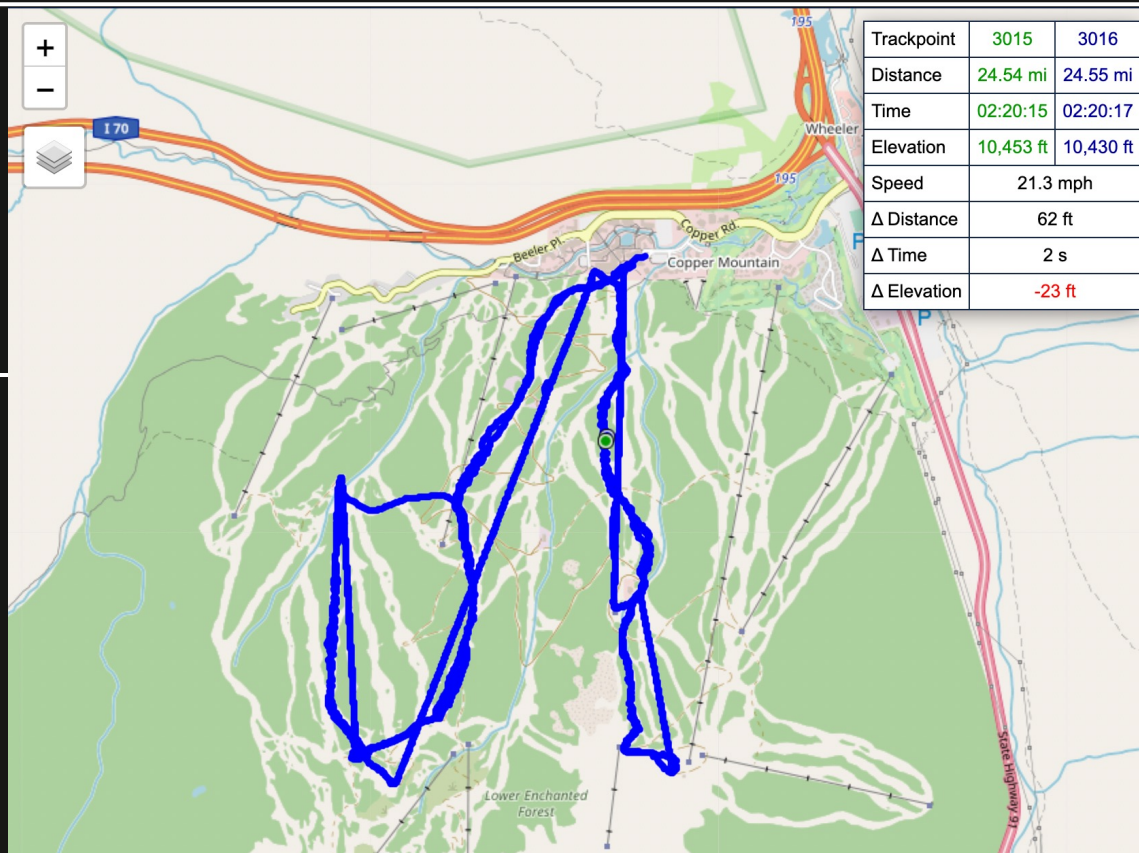 +
−
I 70
195
Wheeler
195
Copper Rd.
Beeler Pl.
Copper Mountain
P
P
Lower Enchanted
Forest
State Highway 91
Trackpoint 3015 3016
Distance 24.54 mi 24.55 mi
Time 02:20:15 02:20:17
Elevation 10,453 ft 10,430 ft
Speed 21.3 mph
Δ Distance 62 ft
Δ Time 2 s
Δ Elevation -23 ft